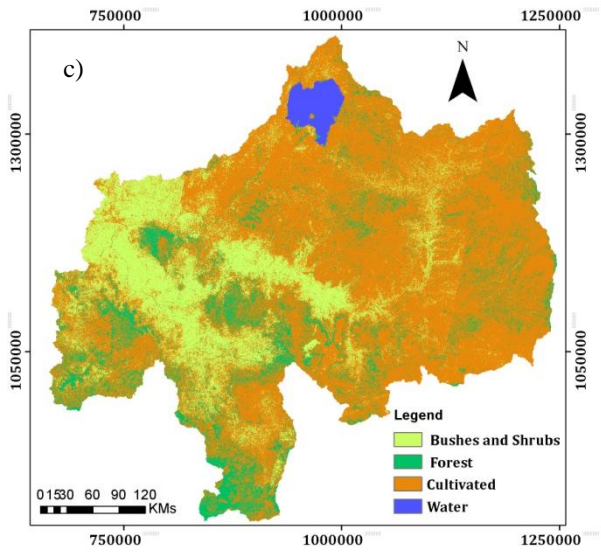 750000 1000000 1250000
c)
N
1300000 1300000
1050000 1050000
Legend
Bushes and Shrubs
Forest
Cultivated
Water
0 15 30 60 90 120
KMs
750000 1000000 1250000